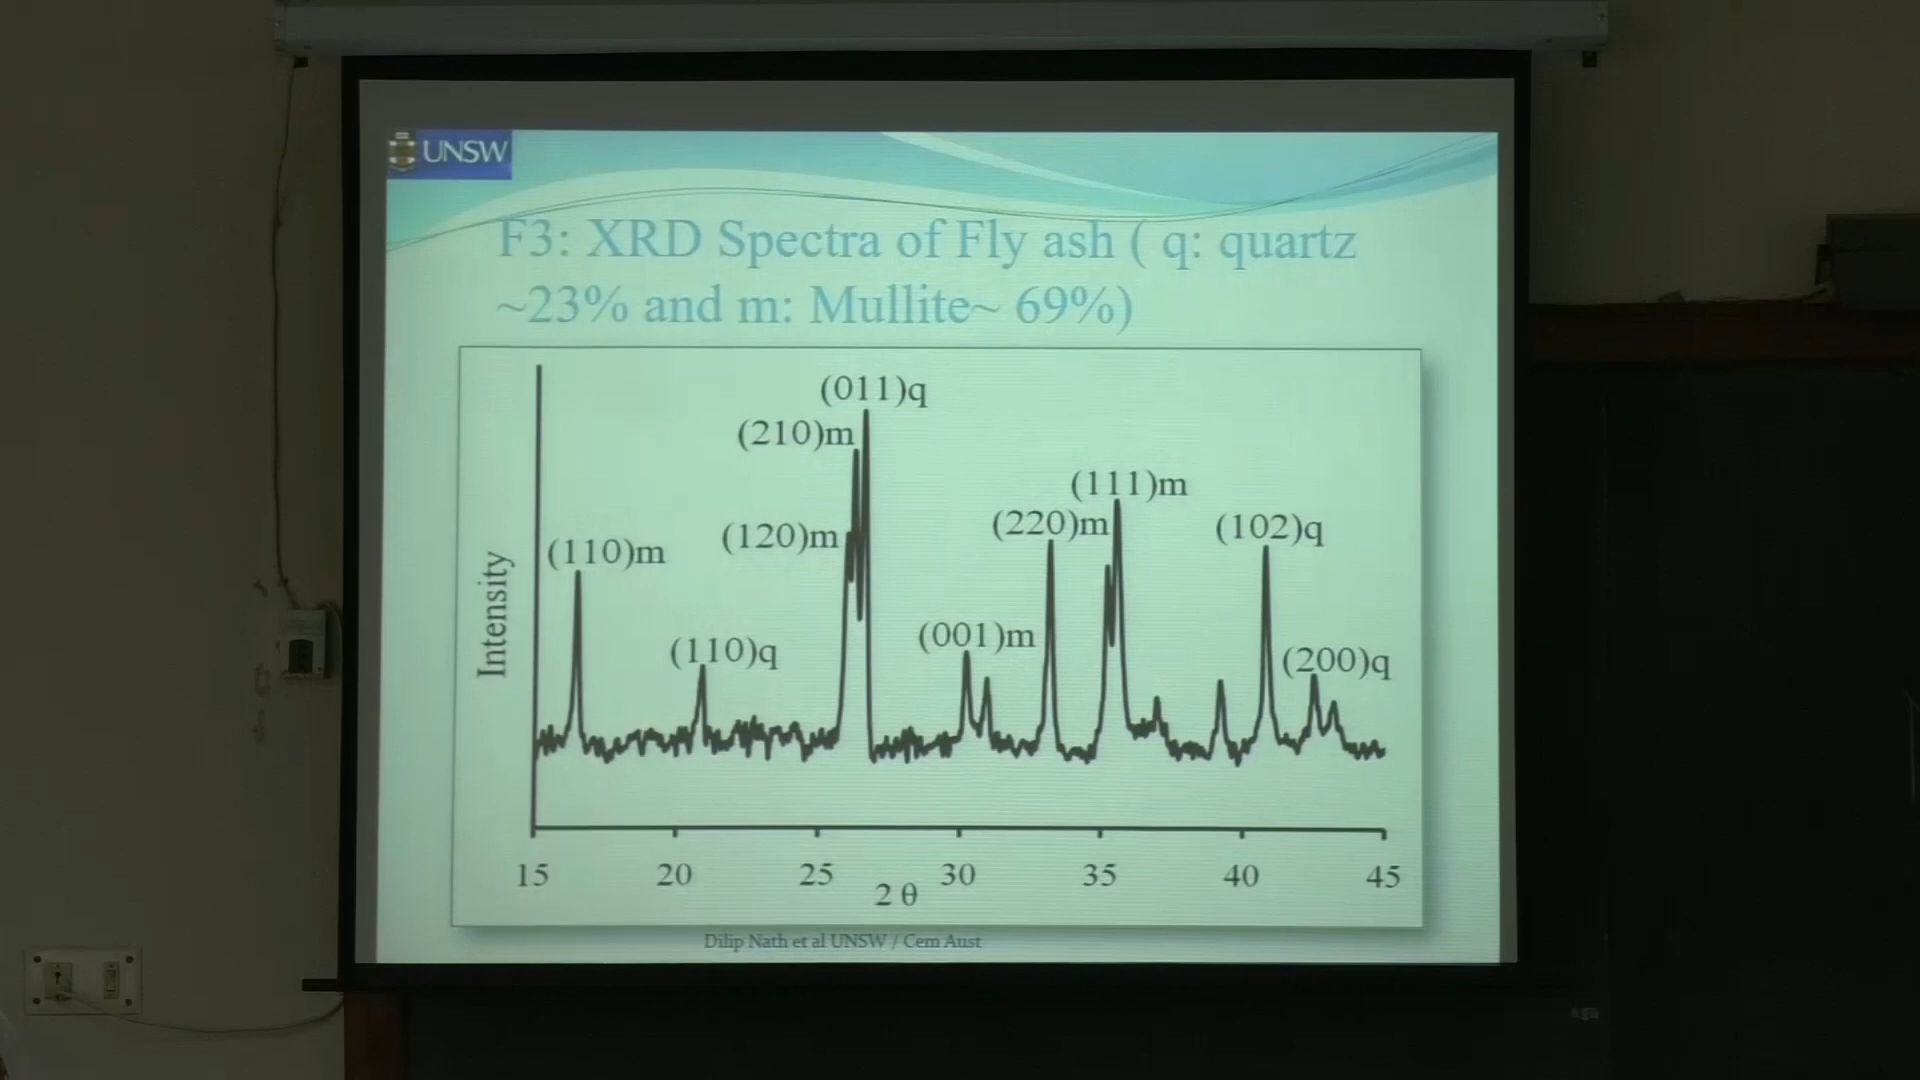 UNSW
F3: XRD Spectra of Fly ash ( q: quartz
~23% and m: Mullite~ 69%)
(011)q
(210)m
(111)m
(220)m
(102)q
(120)m
(110)m
(001)m
(110)q
(200)q
Intensity
15 20 25 30 35 40 45
2 θ
Dilip Nath et al UNSW / Cem Aust